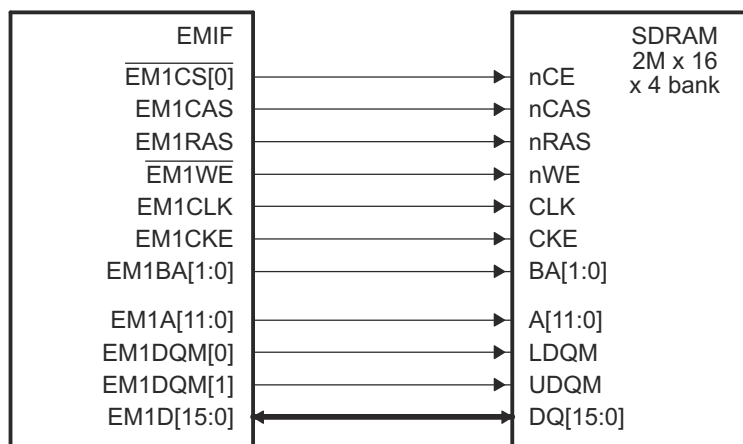 EMIF
SDRAM
2M x 16
x 4 bank
EM1CS[0]
nCE
EM1CAS
nCAS
EM1RAS
nRAS
EM1WE
nWE
EM1CLK
CLK
EM1CKE
CKE
EM1BA[1:0]
BA[1:0]
EM1A[11:0]
A[11:0]
EM1DQM[0]
LDQM
EM1DQM[1]
UDQM
EM1D[15:0]
DQ[15:0]